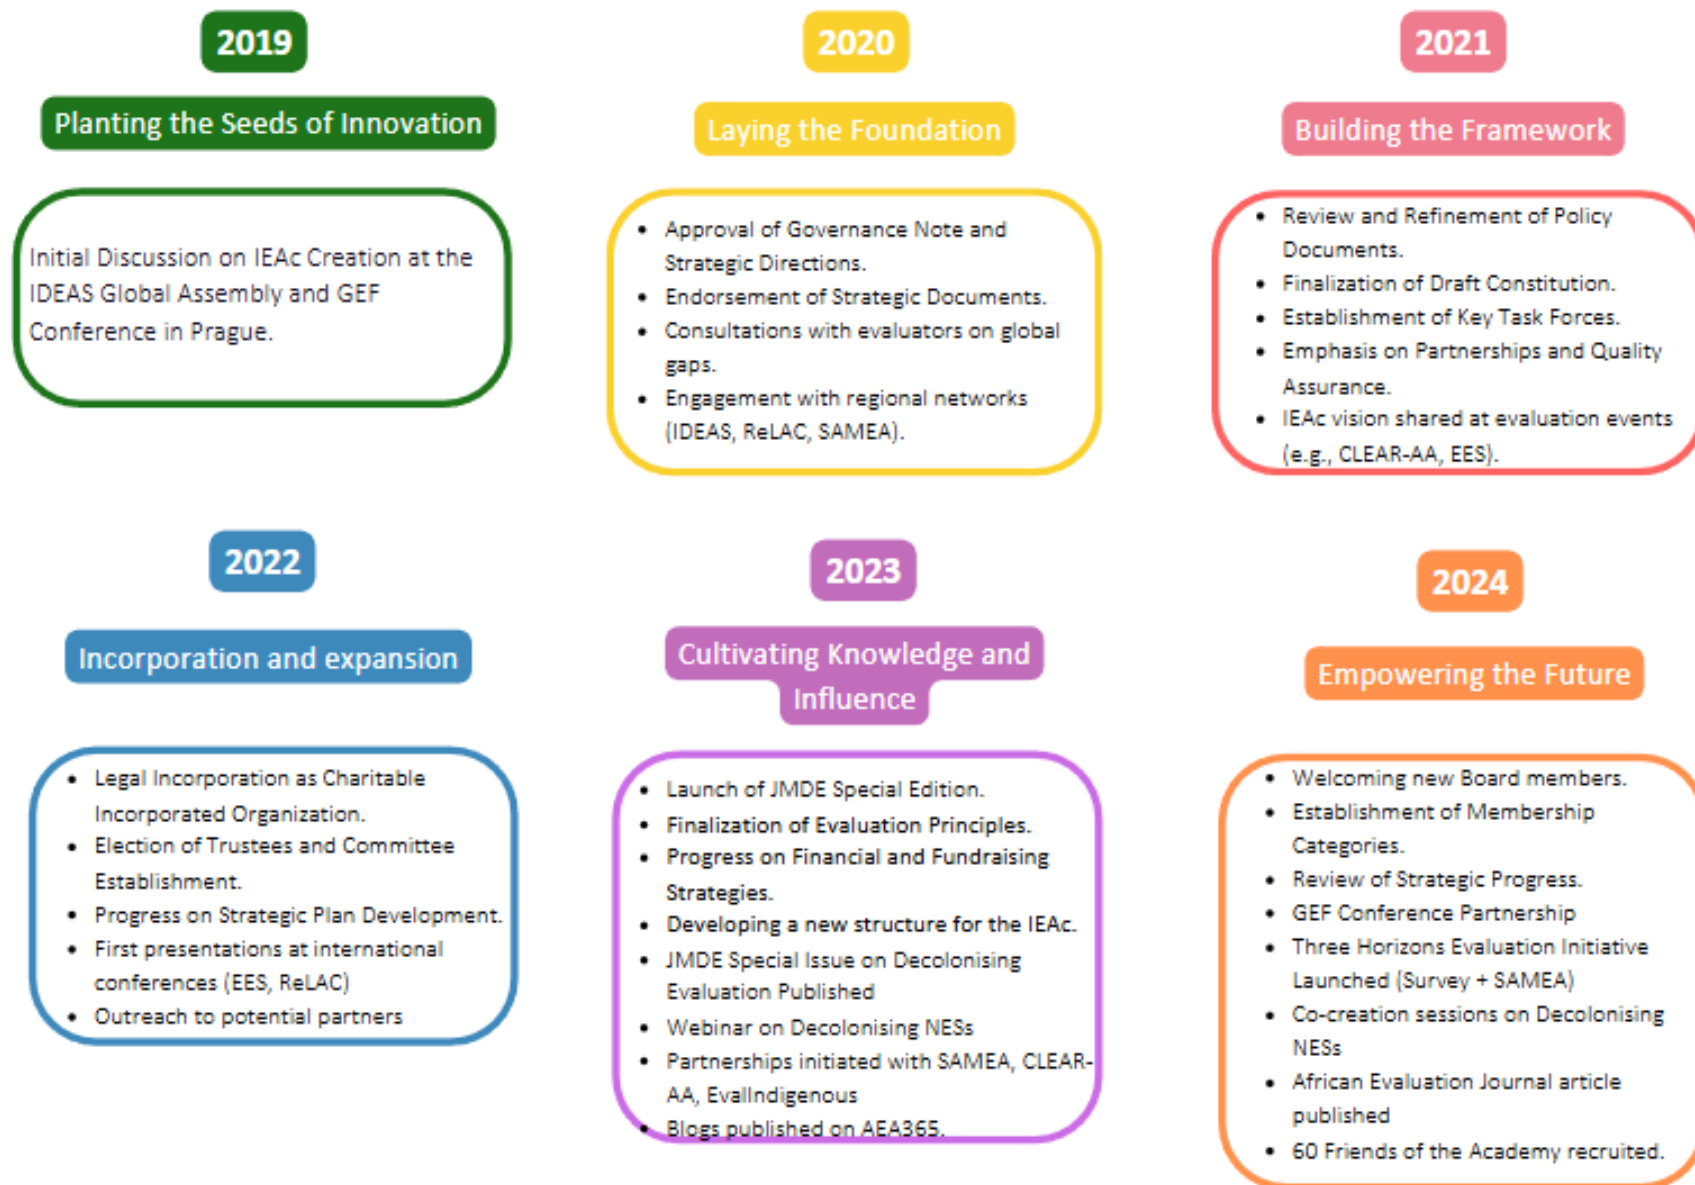 2019
Planting the Seeds of Innovation
Initial Discussion on IEAc Creation at the
IDEAS Global Assembly and GEF
Conference in Prague.
2020
Laying the Foundation
• Approval of Governance Note and
Strategic Directions.
• Endorsement of Strategic Documents.
• Consultations with evaluators on global
gaps.
• Engagement with regional networks
(IDEAS, ReLAC, SAMEA).
2021
Building the Framework
• Review and Refinement of Policy
Documents.
• Finalization of Draft Constitution.
• Establishment of Key Task Forces.
• Emphasis on Partnerships and Quality
Assurance.
• IEAc vision shared at evaluation events
(e.g., CLEAR-AA, EES).
2022
Incorporation and expansion
• Legal Incorporation as Charitable
Incorporated Organization.
• Election of Trustees and Committee
Establishment.
• Progress on Strategic Plan Development.
• First presentations at international
conferences (EES, ReLAC)
• Outreach to potential partners
2023
Cultivating Knowledge and
Influence
• Launch of JMDE Special Edition.
• Finalization of Evaluation Principles.
• Progress on Financial and Fundraising
Strategies.
• Developing a new structure for the IEAc.
• JMDE Special Issue on Decolonising
Evaluation Published
• Webinar on Decolonising NESs
• Partnerships initiated with SAMEA, CLEAR-
AA, EvalIndigenous
• Blogs published on AEA365.
2024
Empowering the Future
• Welcoming new Board members.
• Establishment of Membership
Categories.
• Review of Strategic Progress.
• GEF Conference Partnership
• Three Horizons Evaluation Initiative
Launched (Survey + SAMEA)
• Co-creation sessions on Decolonising
NESs
• African Evaluation Journal article
published
• 60 Friends of the Academy recruited.